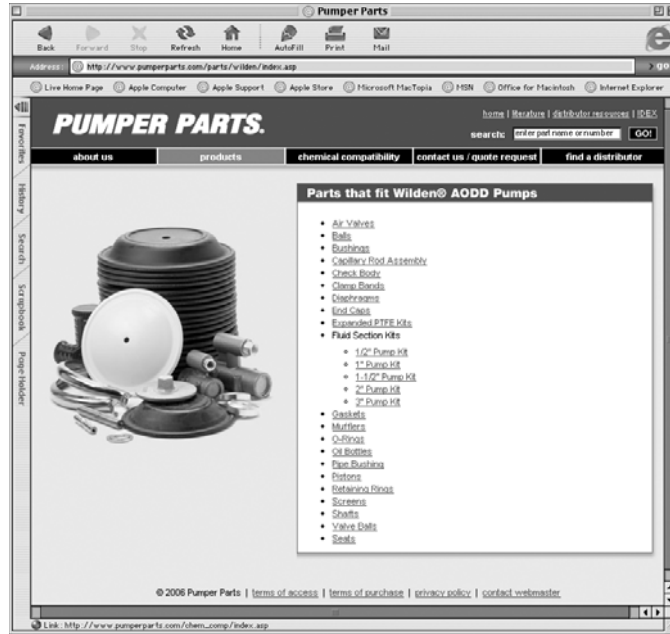 Pumper Parts
Back Forward Stop Refresh Home AutoFill Print Mail
Address: http://www.pumperparts.com/parts/wilden/index.asp go
Live Home Page Apple Computer Apple Support Apple Store Microsoft MacTopia MSN Office for Macintosh Internet Explorer
Favorites
History
Search
Scrapbook
Page Holder
PUMPER PARTS.
home | literature | distributor resources | IDEX
search: enter part name or number GO!
about us products chemical compatibility contact us / quote request find a distributor
Parts that fit Wilden® AODD Pumps
• Air Valves
• Balls
• Bushings
• Capillary Rod Assembly
• Check Body
• Clamp Bands
• Diaphragms
• End Caps
• Expanded PTFE Kits
• Fluid Section Kits
1/2" Pump Kit
1" Pump Kit
1-1/2" Pump Kit
2" Pump Kit
3" Pump Kit
• Gaskets
• Mufflers
• O-Rings
• Oil Bottles
• Pipe Bushing
• Pistons
• Retaining Rings
• Screens
• Shafts
• Valve Balls
• Seats
© 2006 Pumper Parts | terms of access | terms of purchase | privacy policy | contact webmaster
Link: http://www.pumperparts.com/chem_comp/index.asp